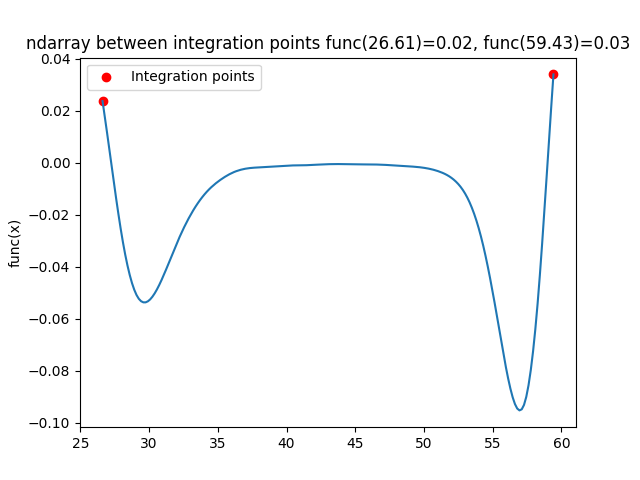 ndarray between integration points func(26.61)=0.02, func(59.43)=0.03
Integration points
func(x)
0.04
0.02
0.00
−0.02
−0.04
−0.06
−0.08
−0.10
25 30 35 40 45 50 55 60